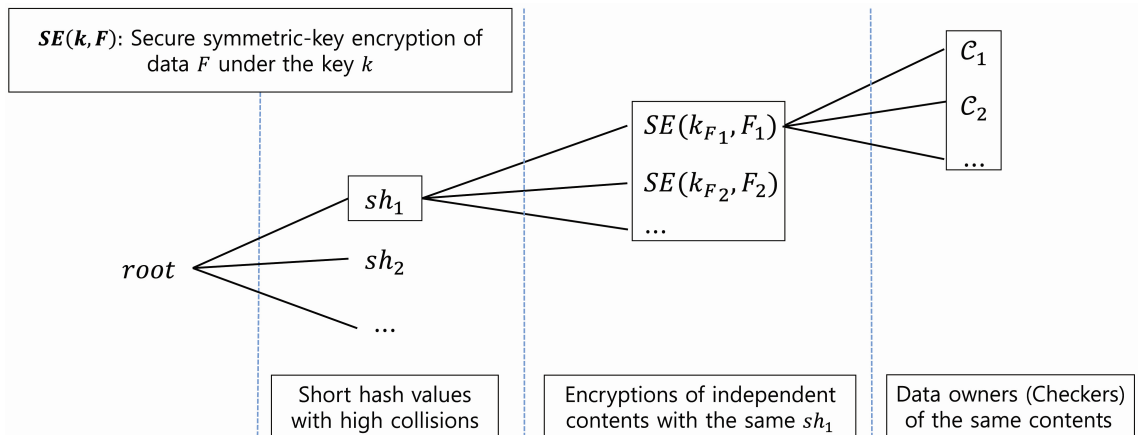 SE(k, F): Secure symmetric-key encryption of
data F under the key k
root
sh₁
sh₂
...
SE(k_F₁, F₁)
SE(k_F₂, F₂)
...
𝒞₁
𝒞₂
...
Short hash values
with high collisions
Encryptions of independent
contents with the same sh₁
Data owners (Checkers)
of the same contents